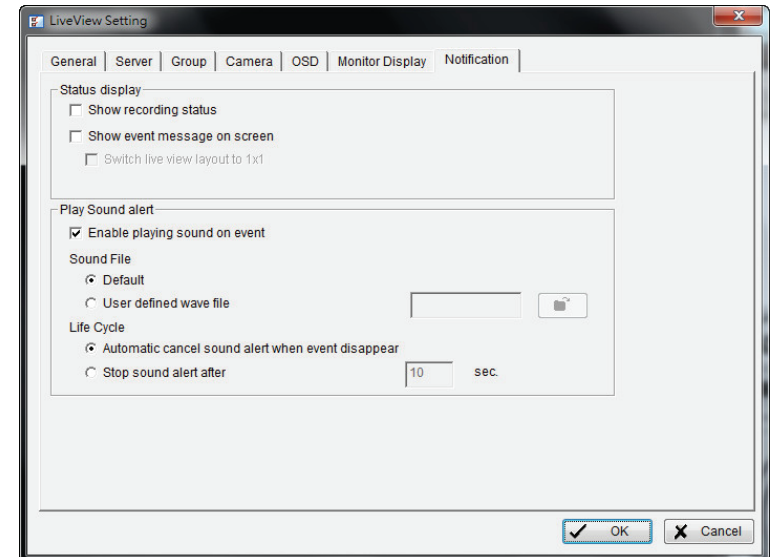 LiveView Setting
General Server Group Camera OSD Monitor Display Notification
Status display
Show recording status
Show event message on screen
Switch live view layout to 1x1
Play Sound alert
Enable playing sound on event
Sound File
Default
User defined wave file
Life Cycle
Automatic cancel sound alert when event disappear
Stop sound alert after 10 sec.
OK Cancel